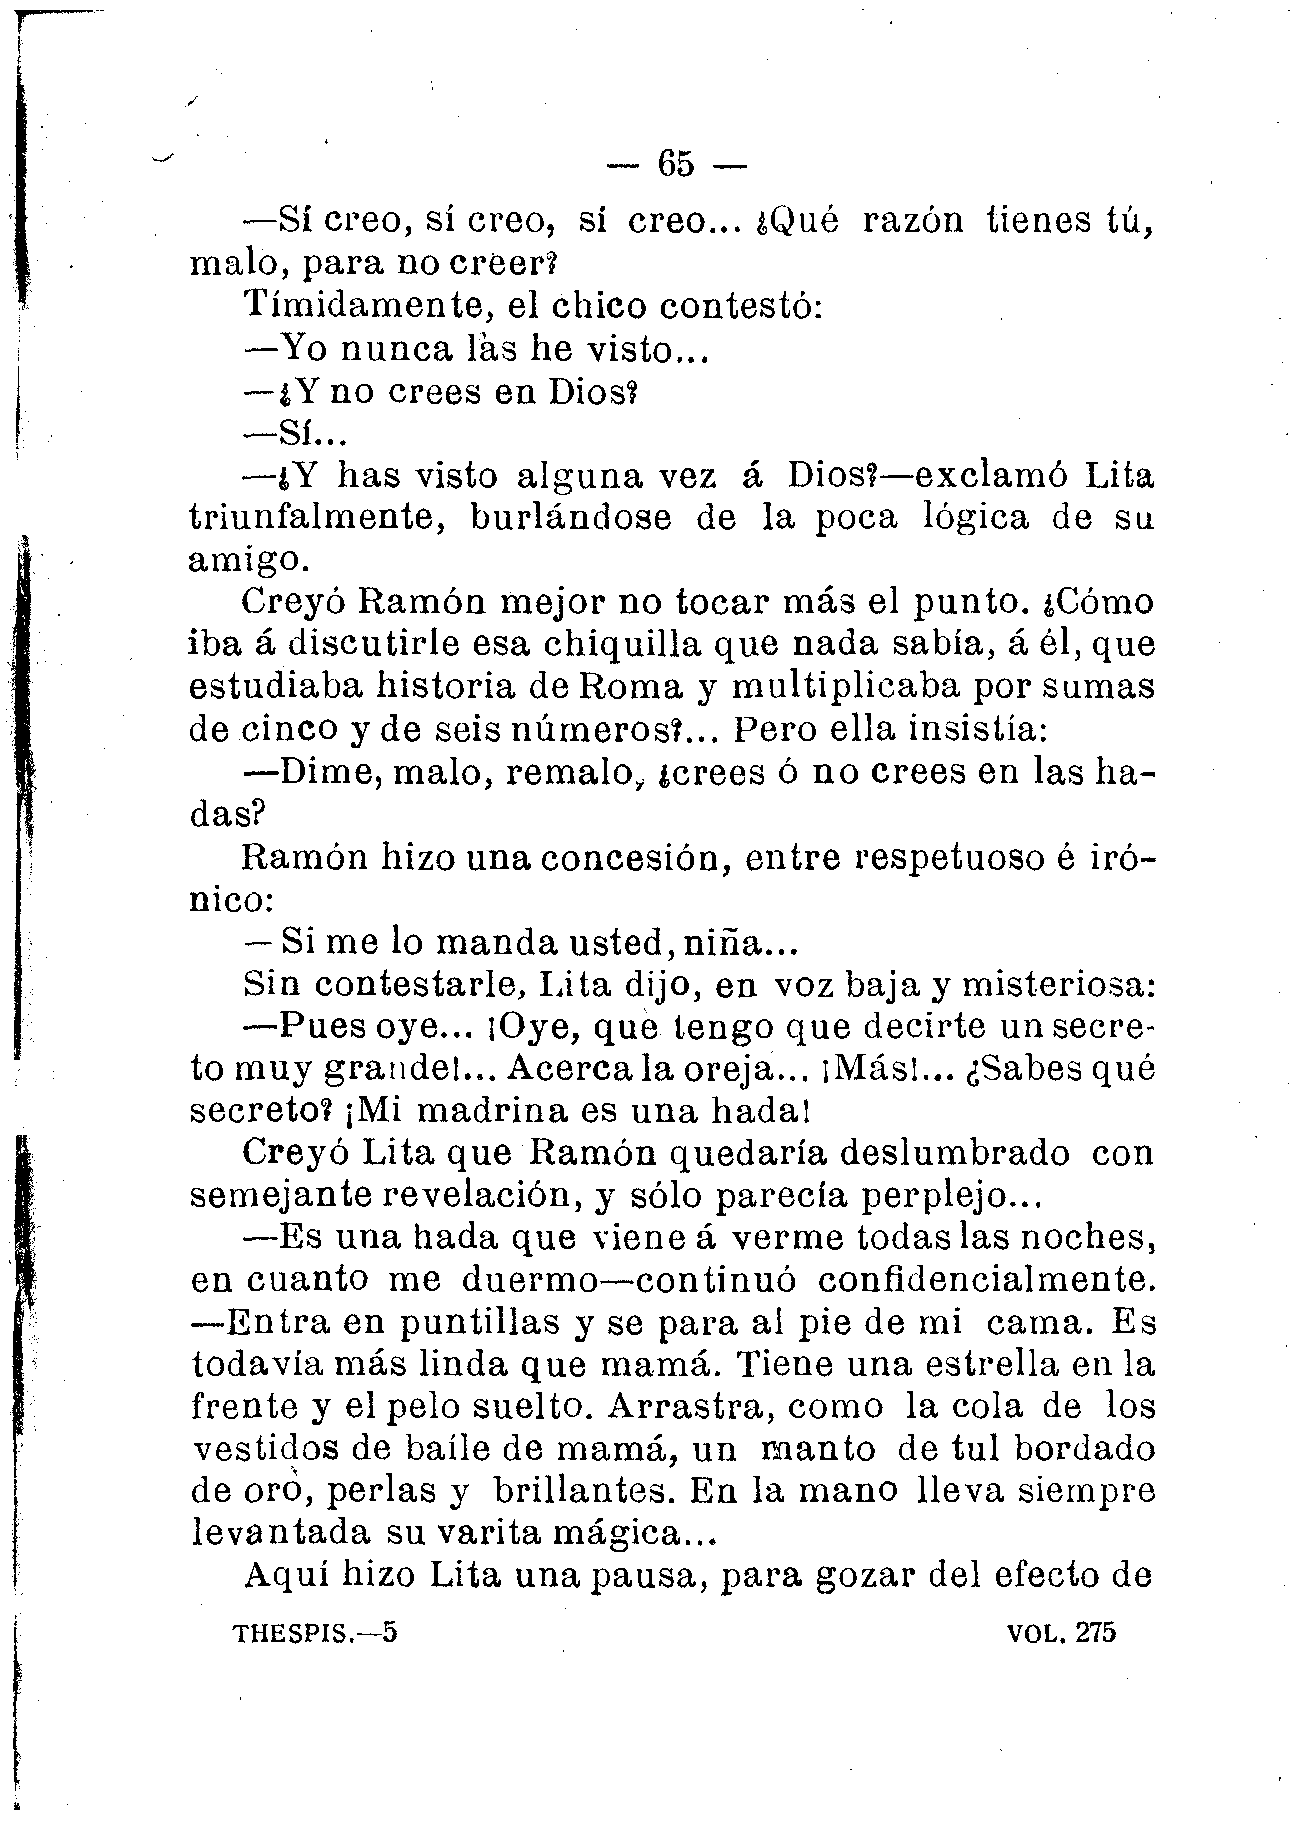 — 65 —
—Sí creo, sí creo, sí creo... ¿Qué razón tienes tú,
malo, para no creer?
Tímidamente, el chico contestó:
—Yo nunca las he visto...
—¿Y no crees en Dios?
—Sí...
—¿Y has visto alguna vez á Dios?—exclamó Lita
triunfalmente, burlándose de la poca lógica de su
amigo.
Creyó Ramón mejor no tocar más el punto. ¿Cómo
iba á discutirle esa chiquilla que nada sabía, á él, que
estudiaba historia de Roma y multiplicaba por sumas
de cinco y de seis números?... Pero ella insistía:
—Dime, malo, remalo, ¿crees ó no crees en las ha-
das?
Ramón hizo una concesión, entre respetuoso é iró-
nico:
—Si me lo manda usted, niña...
Sin contestarle, Lita dijo, en voz baja y misteriosa:
—Pues oye... ¡Oye, que tengo que decirte un secre-
to muy grande!... Acerca la oreja... ¡Más!... ¿Sabes qué
secreto? ¡Mi madrina es una hada!
Creyó Lita que Ramón quedaría deslumbrado con
semejante revelación, y sólo parecía perplejo...
—Es una hada que viene á verme todas las noches,
en cuanto me duermo—continuó confidencialmente.
—Entra en puntillas y se para al pie de mi cama. Es
todavía más linda que mamá. Tiene una estrella en la
frente y el pelo suelto. Arrastra, como la cola de los
vestidos de baíle de mamá, un manto de tul bordado
de oro, perlas y brillantes. En la mano lleva siempre
levantada su varita mágica...
Aquí hizo Lita una pausa, para gozar del efecto de
THESPIS.—5 VOL. 275